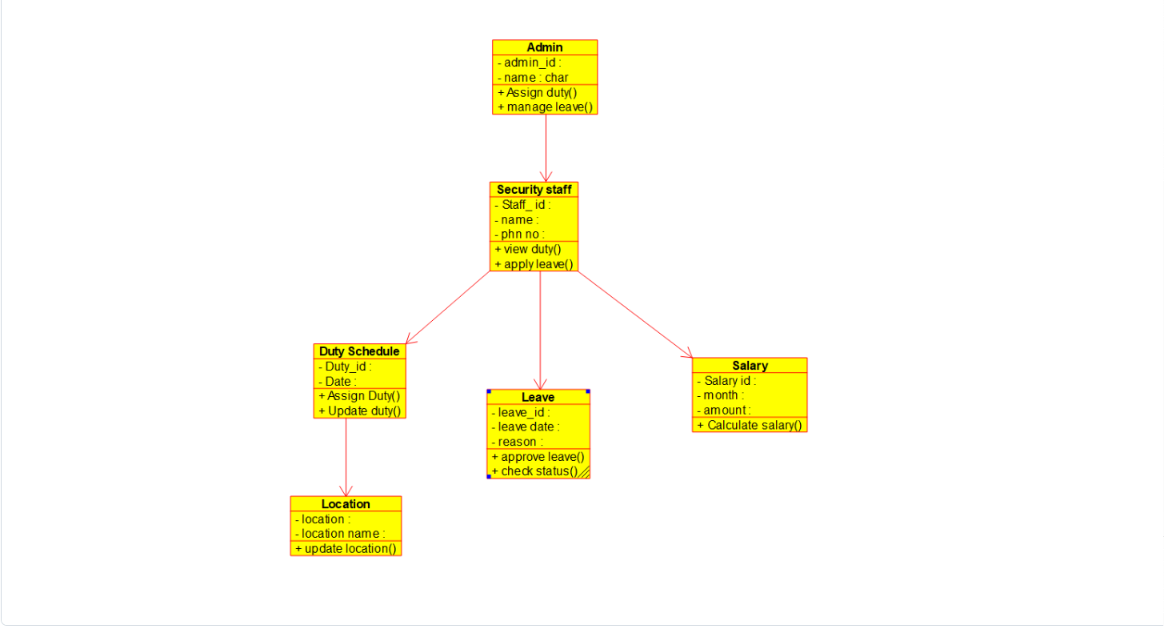 Admin
- admin_id :
- name : char
+ Assign duty()
+ manage leave()
Security staff
- Staff_ id :
- name :
- phn no :
+ view duty()
+ apply leave()
Duty Schedule
- Duty_id :
- Date :
+ Assign Duty()
+ Update duty()
Leave
- leave_id :
- leave date :
- reason :
+ approve leave()
+ check status()
Salary
- Salary id :
- month :
- amount :
+ Calculate salary()
Location
- location :
- location name :
+ update location()